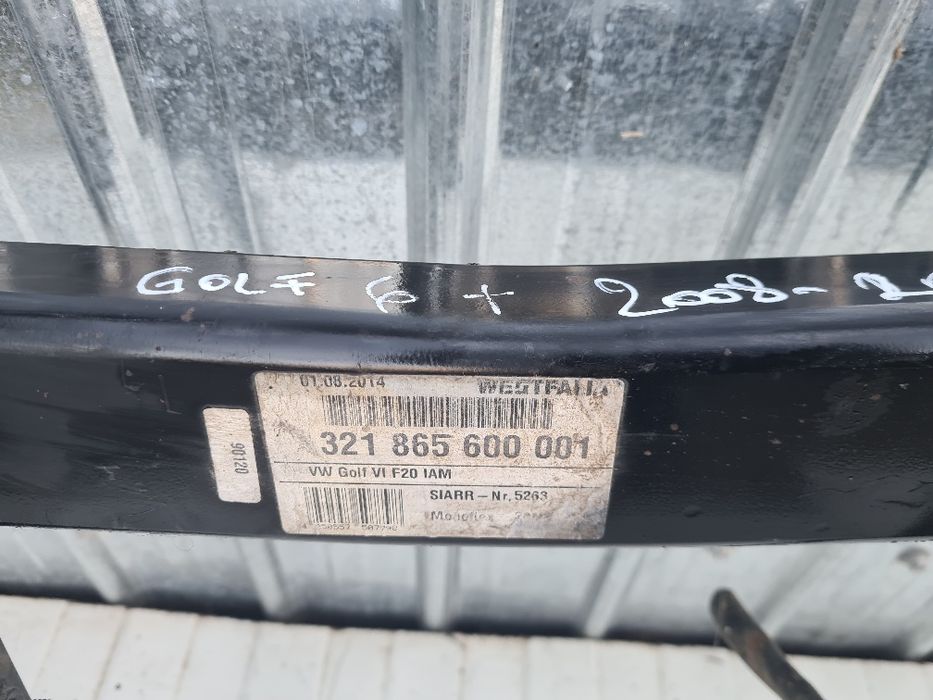 GOLF 6 + 2008-
01.08.2014 WESTFALIA
321 865 600 001
90120
VW Golf VI F20 IAM
SIARR - Nr. 5263
Monoflex